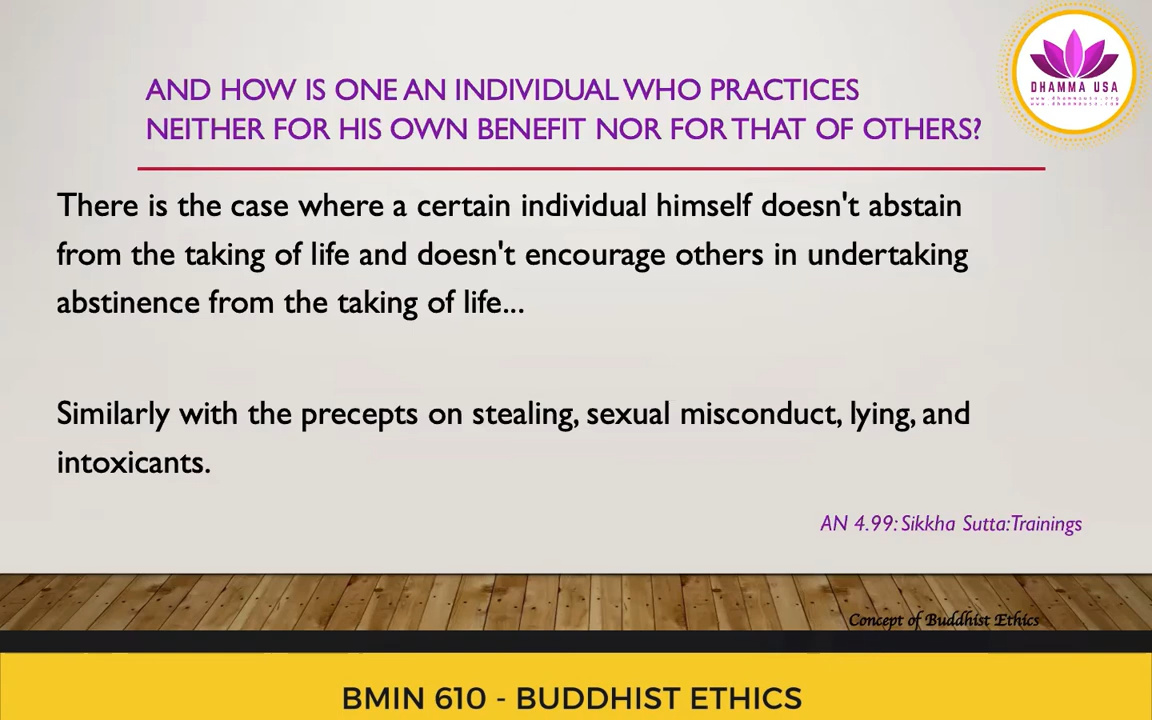 AND HOW IS ONE AN INDIVIDUAL WHO PRACTICES
NEITHER FOR HIS OWN BENEFIT NOR FOR THAT OF OTHERS?
DHAMMA USA
There is the case where a certain individual himself doesn't abstain
from the taking of life and doesn't encourage others in undertaking
abstinence from the taking of life...
Similarly with the precepts on stealing, sexual misconduct, lying, and
intoxicants.
AN 4.99: Sikkha Sutta: Trainings
Concept of Buddhist Ethics
BMIN 610 - BUDDHIST ETHICS